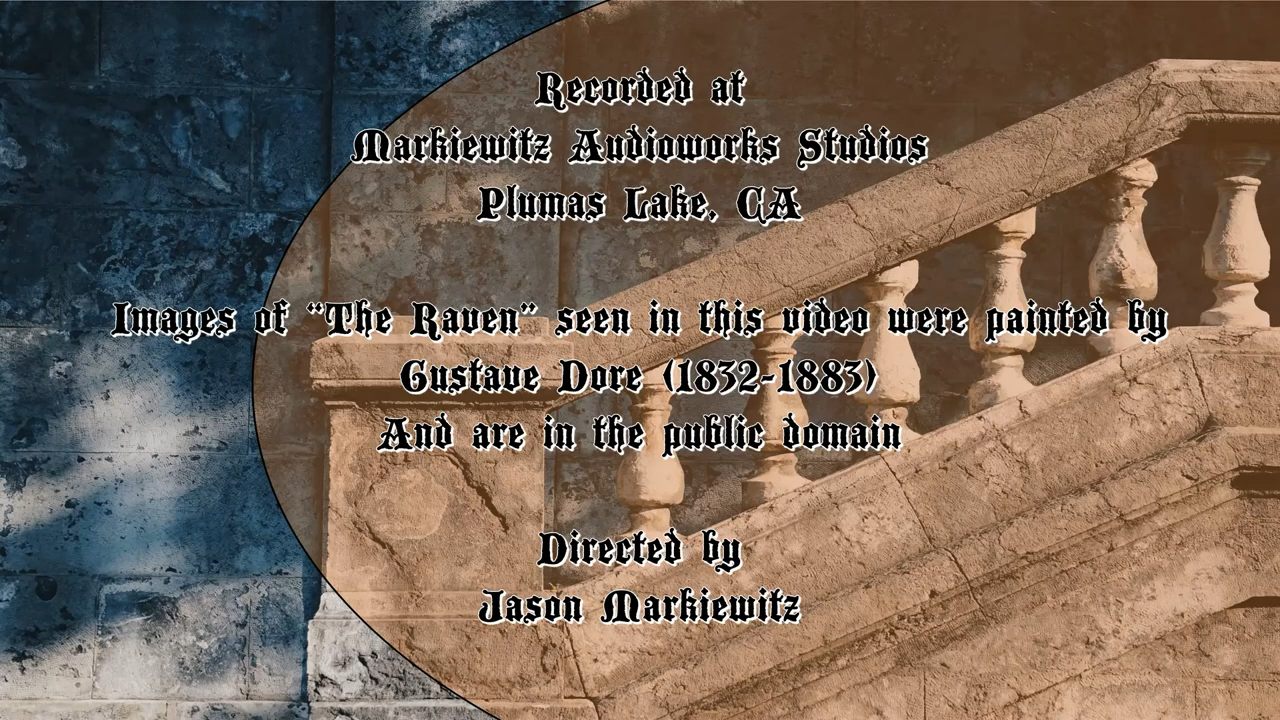 Recorded at
Markiewitz Audioworks Studios
Plumas Lake, CA
Images of “The Raven” seen in this video were painted by
Gustave Dore (1832-1883)
And are in the public domain
Directed by
Jason Markiewitz